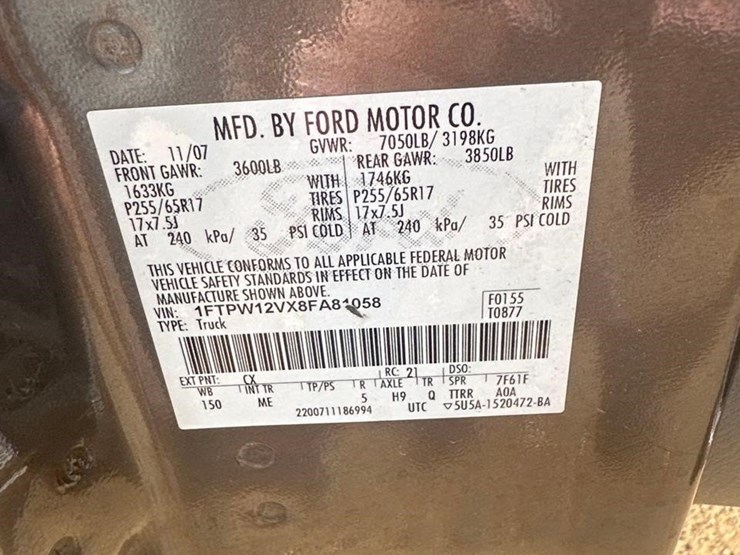 MFD. BY FORD MOTOR CO.
DATE: 11/07 GVWR: 7050LB/ 3198KG
FRONT GAWR: 3600LB REAR GAWR: 3850LB
1633KG WITH 1746KG WITH
P255/65R17 TIRES P255/65R17 TIRES
17x7.5J RIMS 17x7.5J RIMS
AT 240 kPa/ 35 PSI COLD AT 240 kPa/ 35 PSI COLD
THIS VEHICLE CONFORMS TO ALL APPLICABLE FEDERAL MOTOR
VEHICLE SAFETY STANDARDS IN EFFECT ON THE DATE OF
MANUFACTURE SHOWN ABOVE.
VIN: 1FTPW12VX8FA81058 F0155
TYPE: Truck T0877
EXT PNT: CX RC: 21 DSO:
WB INT TR TP/PS R AXLE TR SPR 7F61F
150 ME 5 H9 Q TTRR AOA
2200711186994 UTC ▽5U5A-1520472-BA